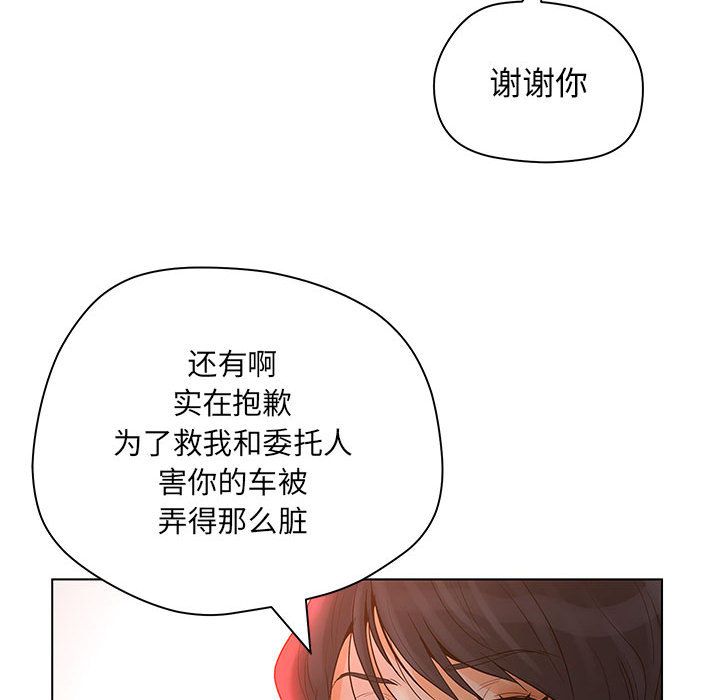 谢谢你
还有啊
实在抱歉
为了救我和委托人
害你的车被
弄得那么脏